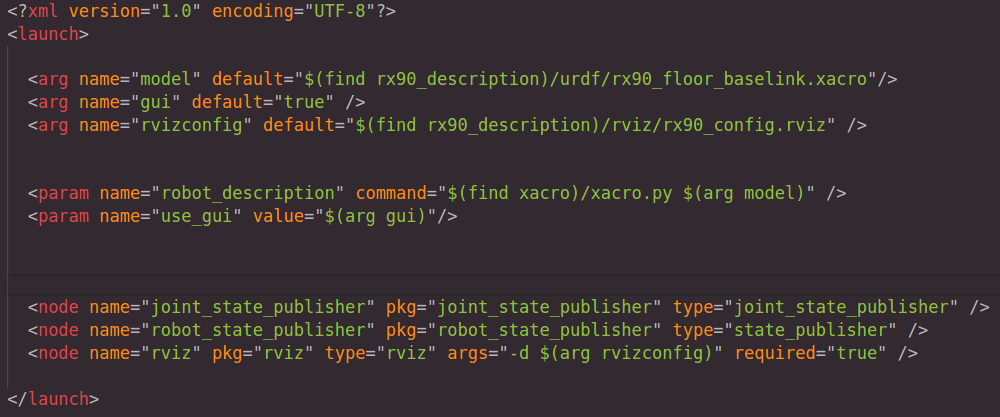 <?xml version="1.0" encoding="UTF-8"?>
<launch>
<arg name="model" default="$(find rx90_description)/urdf/rx90_floor_baselink.xacro"/>
<arg name="gui" default="true" />
<arg name="rvizconfig" default="$(find rx90_description)/rviz/rx90_config.rviz" />
<param name="robot_description" command="$(find xacro)/xacro.py $(arg model)" />
<param name="use_gui" value="$(arg gui)"/>
<node name="joint_state_publisher" pkg="joint_state_publisher" type="joint_state_publisher" />
<node name="robot_state_publisher" pkg="robot_state_publisher" type="state_publisher" />
<node name="rviz" pkg="rviz" type="rviz" args="-d $(arg rvizconfig)" required="true" />
</launch>